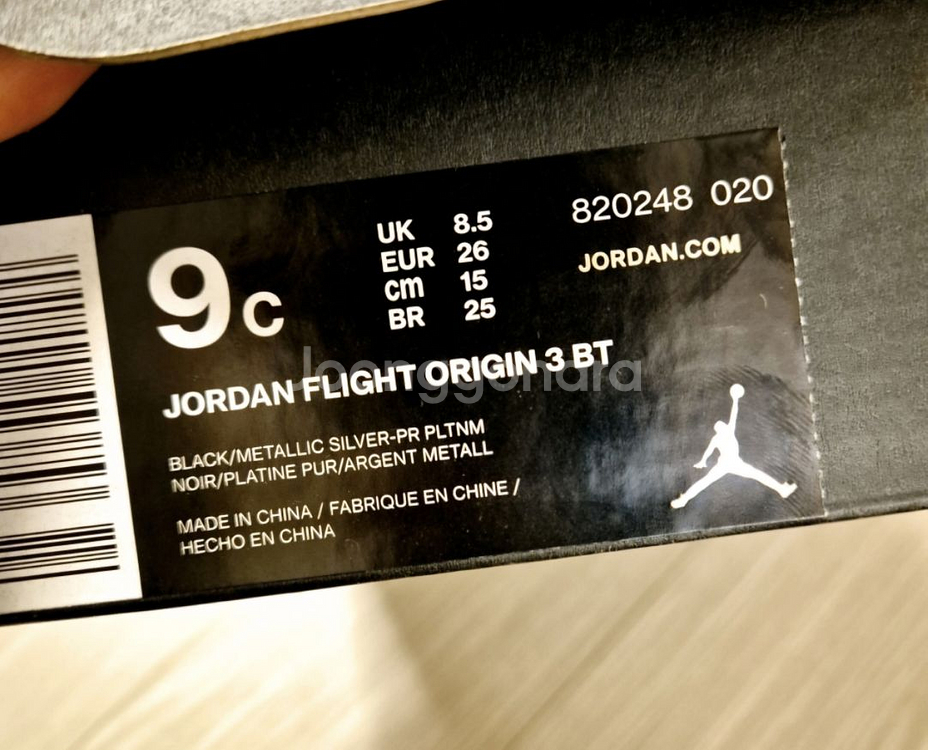 9C
UK 8.5
EUR 26
cm 15
BR 25
820248 020
JORDAN.COM
JORDAN FLIGHT ORIGIN 3 BT
Joonggonara
BLACK/METALLIC SILVER-PR PLTNM
NOIR/PLATINE PUR/ARGENT METALL
MADE IN CHINA / FABRIQUE EN CHINE /
HECHO EN CHINA